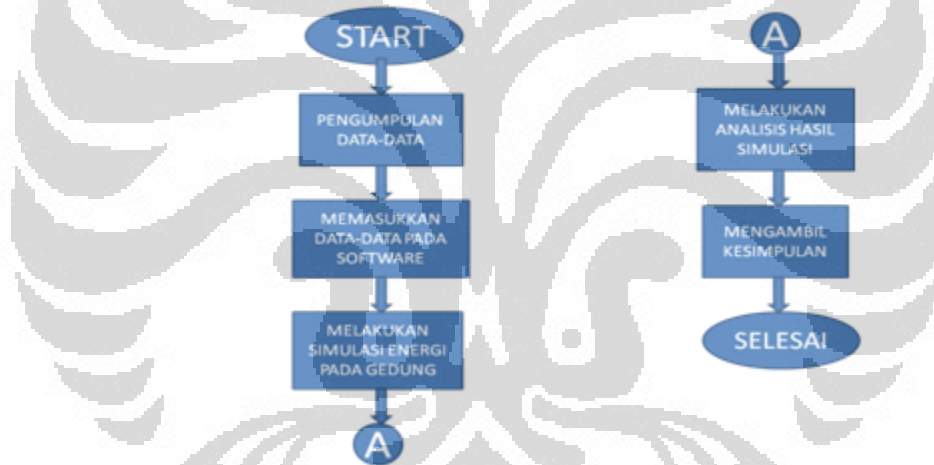 START
PENGUMPULAN
DATA-DATA
MEMASUKKAN
DATA-DATA PADA
SOFTWARE
MELAKUKAN
SIMULASI ENERGI
PADA GEDUNG
A
A
MELAKUKAN
ANALISIS HASIL
SIMULASI
MENGAMBIL
KESIMPULAN
SELESAI